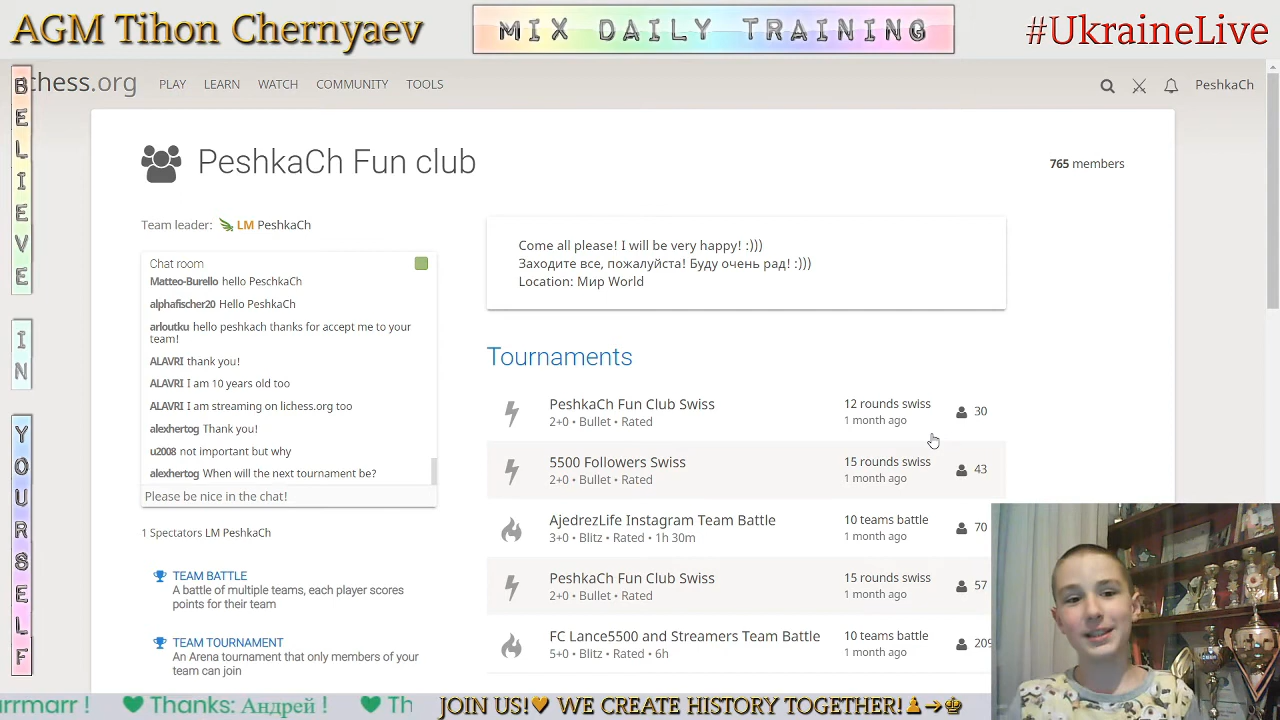 AGM Tihon Chernyaev
MIX DAILY TRAINING
#UkraineLive
BELIEVE
IN
YOURSELF
chess.org
PLAY LEARN WATCH COMMUNITY TOOLS
PeshkaCh
PeshkaCh Fun club
765 members
Team leader: LM PeshkaCh
Chat room
Matteo-Burello hello PeschkaCh
alphafischer20 Hello PeshkaCh
arloutku hello peshkach thanks for accept me to your
team!
ALAVRI thank you!
ALAVRI I am 10 years old too
ALAVRI I am streaming on lichess.org too
alexhertog Thank you!
u2008 not important but why
alexhertog When will the next tournament be?
Please be nice in the chat!
1 Spectators LM PeshkaCh
TEAM BATTLE
A battle of multiple teams, each player scores
points for their team
TEAM TOURNAMENT
An Arena tournament that only members of your
team can join
Come all please! I will be very happy! :)))
Заходите все, пожалуйста! Буду очень рад! :)))
Location: Мир World
Tournaments
PeshkaCh Fun Club Swiss 12 rounds swiss 30
2+0 • Bullet • Rated 1 month ago
5500 Followers Swiss 15 rounds swiss 43
2+0 • Bullet • Rated 1 month ago
AjedrezLife Instagram Team Battle 10 teams battle 70
3+0 • Blitz • Rated • 1h 30m 1 month ago
PeshkaCh Fun Club Swiss 15 rounds swiss 57
2+0 • Bullet • Rated 1 month ago
FC Lance5500 and Streamers Team Battle 10 teams battle
5+0 • Blitz • Rated • 6h 1 month ago
arrmarr ! Thanks: Андрей ! Th
JOIN US! WE CREATE HISTORY TOGETHER!